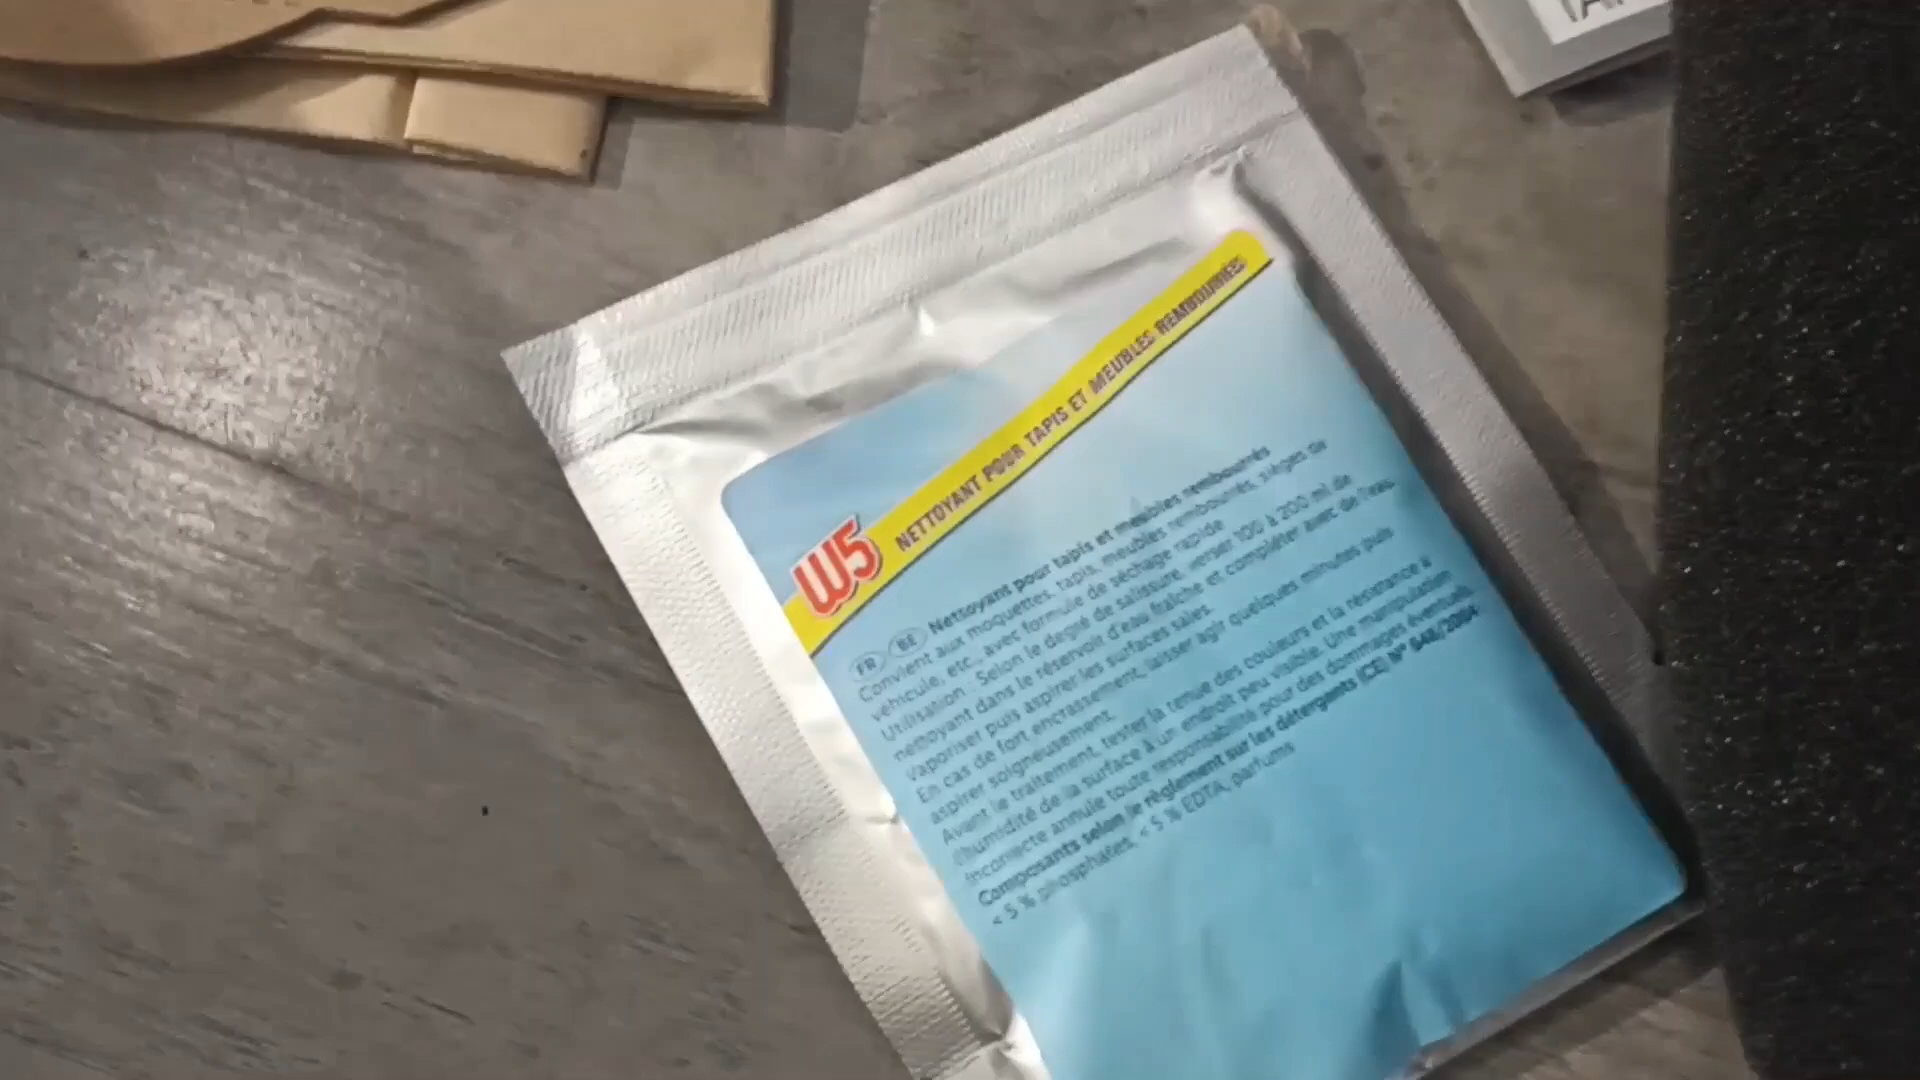 W5
NETTOYANT POUR TAPIS ET MEUBLES REMBOURRÉS
FR BE Nettoyant pour tapis et meubles rembourrés
Convient aux moquettes, tapis, meubles rembourrés, sièges de
véhicule, etc., avec formule de séchage rapide
Utilisation : Selon le degré de salissure, verser 100 à 200 ml de
nettoyant dans le réservoir d'eau fraîche et compléter avec de l'eau.
Vaporiser puis aspirer les surfaces sales.
En cas de fort encrassement, laisser agir quelques minutes puis
aspirer soigneusement.
Avant le traitement, tester la tenue des couleurs et la résistance à
l'humidité de la surface à un endroit peu visible. Une manipulation
incorrecte annule toute responsabilité pour des dommages éventuels.
Composants selon le règlement sur les détergents (CE) N° 648/2004
< 5 % phosphates, < 5 % EDTA, parfums